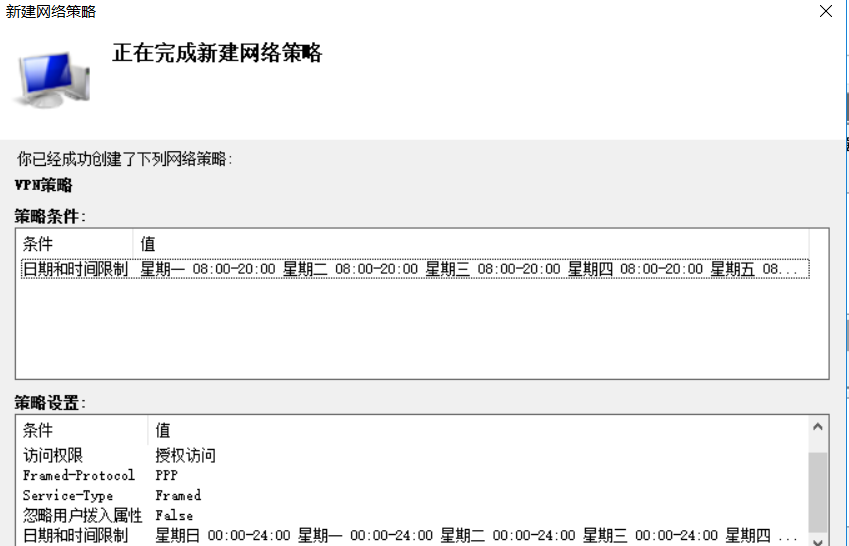 新建网络策略
正在完成新建网络策略
你已经成功创建了下列网络策略:
VPN策略
策略条件:
条件 值
日期和时间限制 星期一 08:00-20:00 星期二 08:00-20:00 星期三 08:00-20:00 星期四 08:00-20:00 星期五 08...
策略设置:
条件 值
访问权限 授权访问
Framed-Protocol PPP
Service-Type Framed
忽略用户拨入属性 False
日期和时间限制 星期日 00:00-24:00 星期一 00:00-24:00 星期二 00:00-24:00 星期三 00:00-24:00 星期四 ...